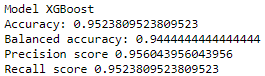 Model XGBoost
Accuracy: 0.9523809523809523
Balanced accuracy: 0.9444444444444444
Precision score 0.956043956043956
Recall score 0.9523809523809523